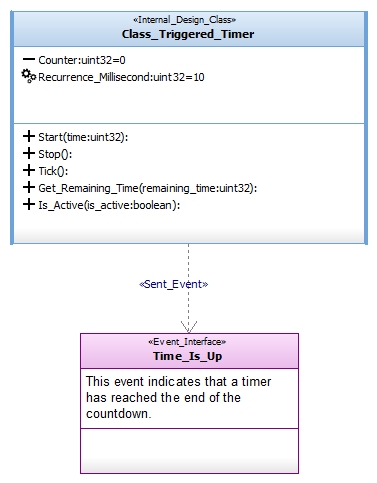 «Internal_Design_Class»
Class_Triggered_Timer
Counter:uint32=0
Recurrence_Millisecond:uint32=10
Start(time:uint32):
Stop():
Tick():
Get_Remaining_Time(remaining_time:uint32):
Is_Active(is_active:boolean):
«Sent_Event»
«Event_Interface»
Time_Is_Up
This event indicates that a timer
has reached the end of the
countdown.